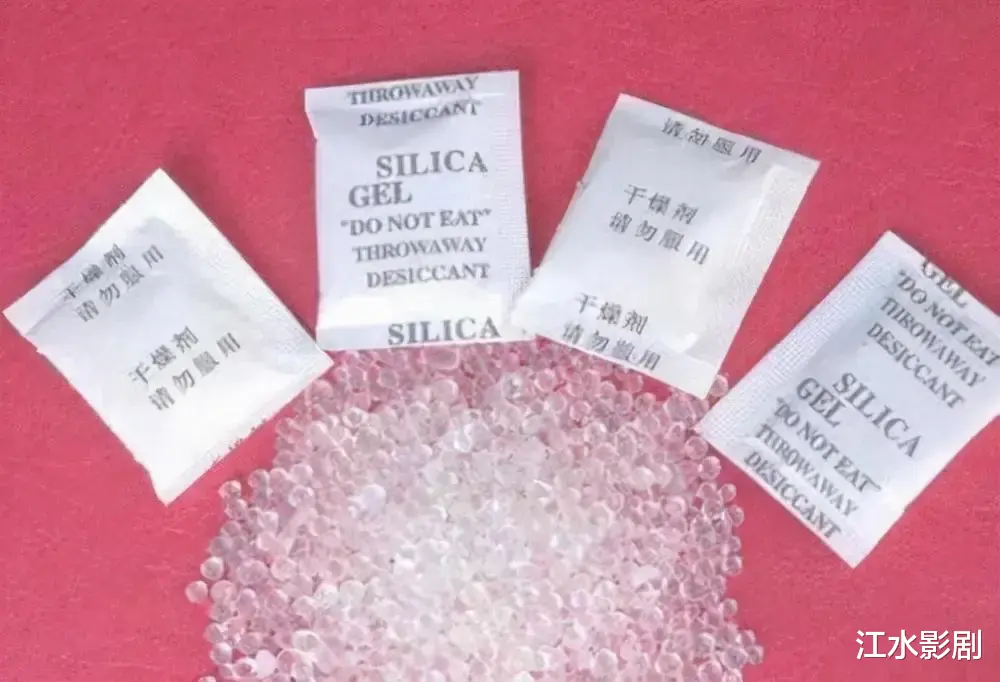 干燥剂
请勿服用
干燥剂
请勿服用
THROWAWAY
DESICCANT
SILICA
GEL
"DO NOT EAT"
THROWAWAY
DESICCANT
SILICA
请勿服用
干燥剂
请勿服用
干燥剂
请勿服用
GEL
"DO NOT EAT"
THROWAWAY
DESICCANT
SILICA
GEL
"DO NOT EAT"
THROWAWAY
DESICCANT
江水影剧